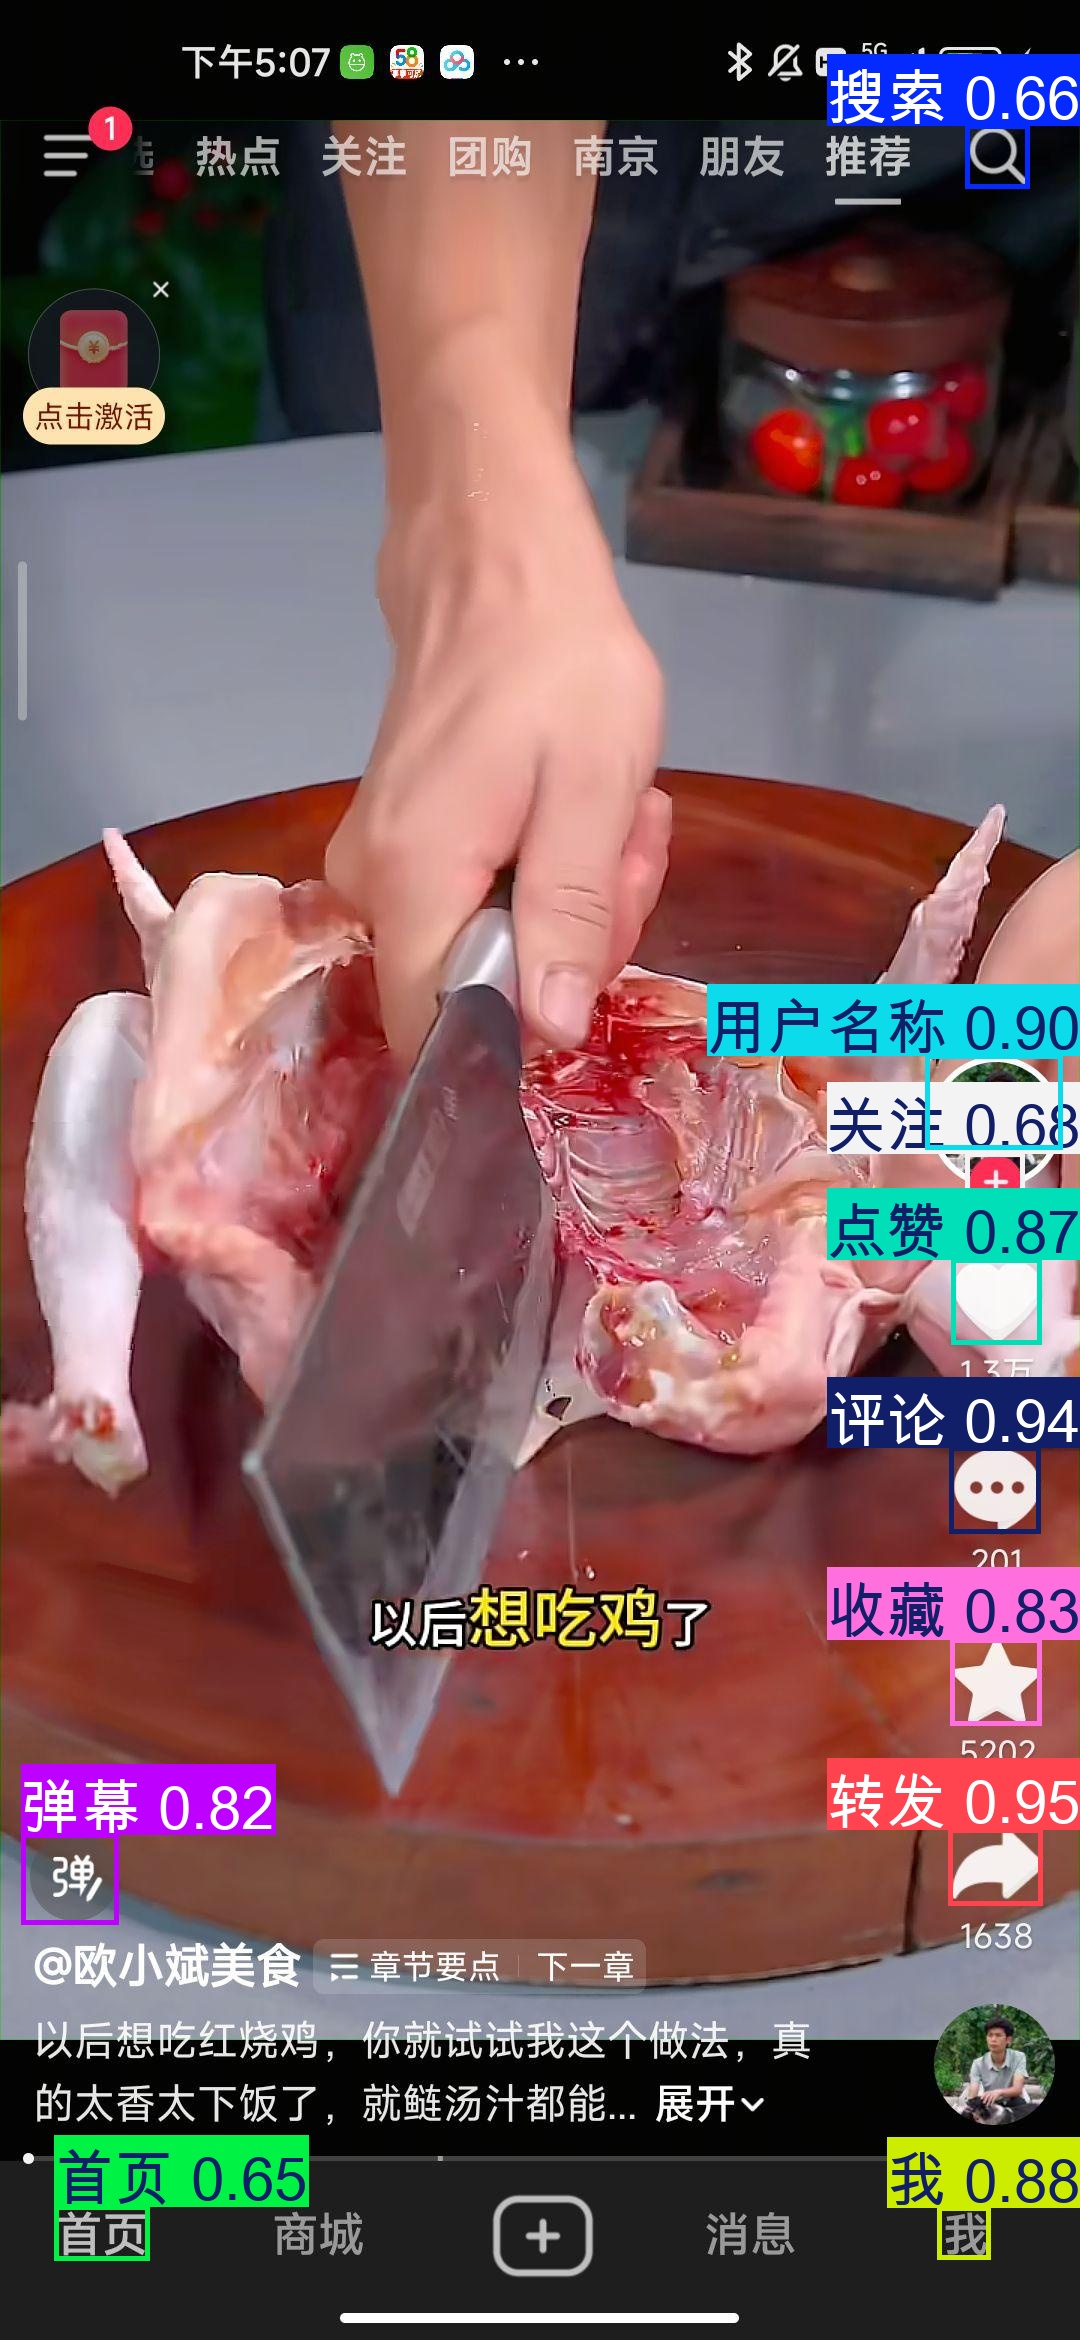 下午5:07
58
5G
搜索 0.66
1
热点 关注 团购 南京 朋友 推荐
点击激活
用户名称 0.90
关注 0.68
点赞 0.87
评论 0.94
201
收藏 0.83
以后想吃鸡了
5202
转发 0.95
弹幕 0.82
弹
1638
@欧小斌美食 章节要点 下一章
以后想吃红烧鸡，你就试试我这个做法，真
的太香太下饭了，就鲢汤汁都能... 展开
首页 0.65
我 0.88
首页 商城 消息 我